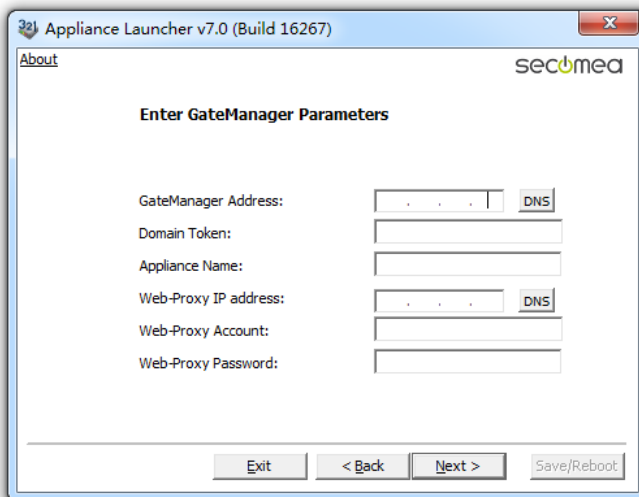 32 Appliance Launcher v7.0 (Build 16267) x
About
secomea
Enter GateManager Parameters
GateManager Address: . . . DNS
Domain Token:
Appliance Name:
Web-Proxy IP address: . . . DNS
Web-Proxy Account:
Web-Proxy Password:
Exit < Back Next > Save/Reboot